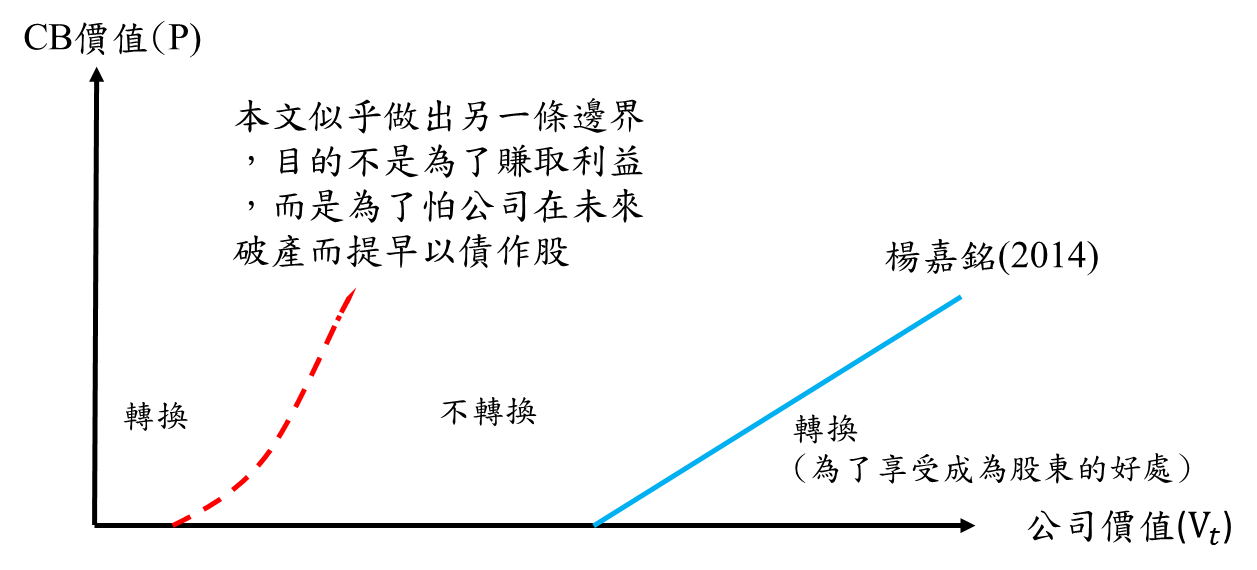 CB價值(P)
本文似乎做出另一條邊界
，目的不是為了賺取利益
，而是為了怕公司在未來
破產而提早以債作股
楊嘉銘(2014)
轉換
不轉換
轉換
（為了享受成為股東的好處）
公司價值(Vₜ)